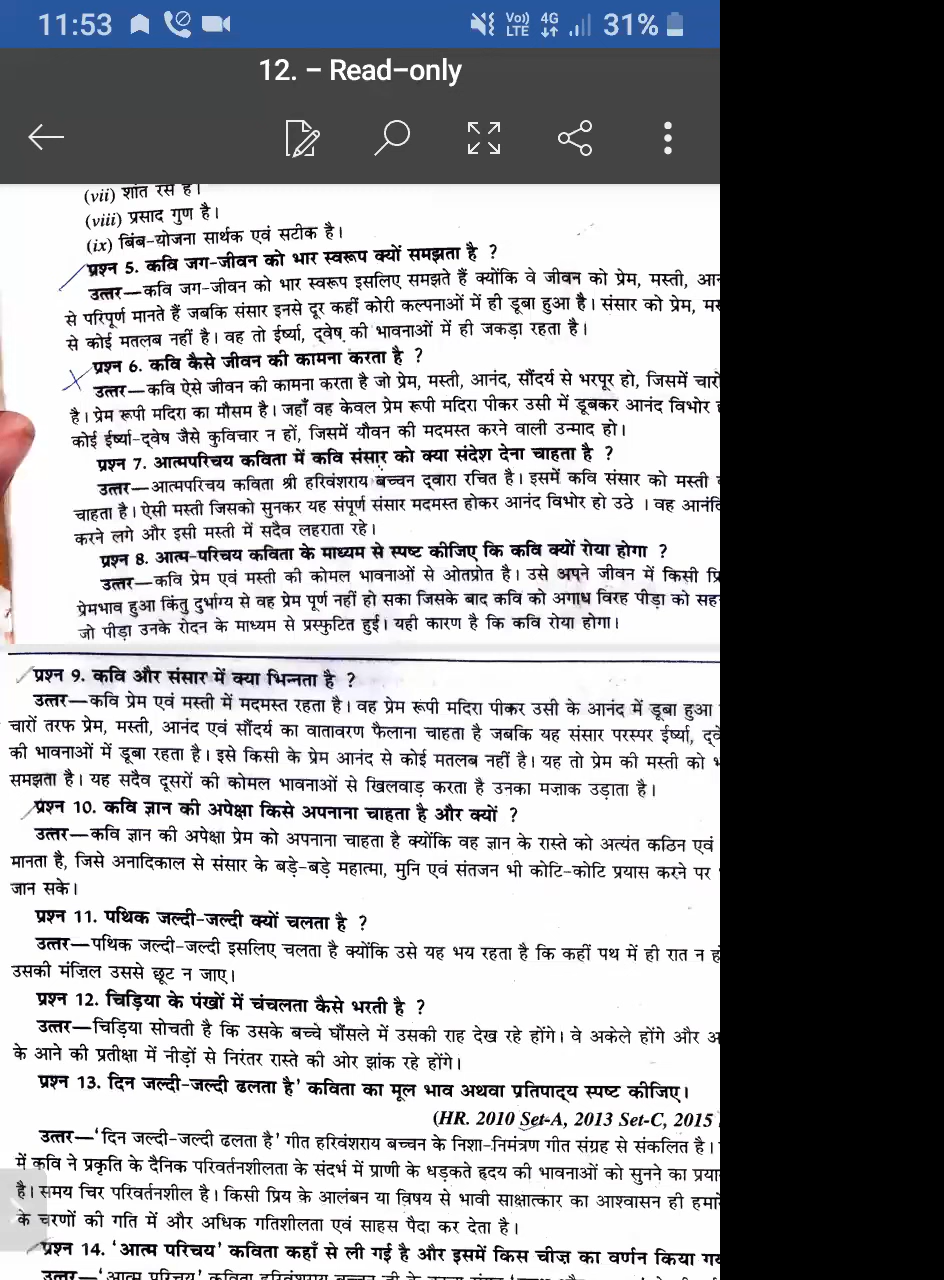 11:53
Vo)) LTE 4G 31%
12. – Read-only
(vii) शांत रस है।
(viii) प्रसाद गुण है।
(ix) बिंब-योजना सार्थक एवं सटीक है।
प्रश्न 5. कवि जग-जीवन को भार स्वरूप क्यों समझता है ?
उत्तर—कवि जग-जीवन को भार स्वरूप इसलिए समझते हैं क्योंकि वे जीवन को प्रेम, मस्ती,
से परिपूर्ण मानते हैं जबकि संसार इनसे दूर कहीं कोरी कल्पनाओं में ही डूबा हुआ है। संसार को प्रेम,
से कोई मतलब नहीं है। वह तो ईर्ष्या, द्वेष की भावनाओं में ही जकड़ा रहता है।
प्रश्न 6. कवि कैसे जीवन की कामना करता है ?
उत्तर—कवि ऐसे जीवन की कामना करता है जो प्रेम, मस्ती, आनंद, सौंदर्य से भरपूर हो, जिसमें चारों
है। प्रेम रूपी मदिरा का मौसम है। जहाँ वह केवल प्रेम रूपी मदिरा पीकर उसी में डूबकर आनंद विभोर
कोई ईर्ष्या-द्वेष जैसे कुविचार न हों, जिसमें यौवन की मदमस्त करने वाली उन्माद हो।
प्रश्न 7. आत्मपरिचय कविता में कवि संसार को क्या संदेश देना चाहता है ?
उत्तर—आत्मपरिचय कविता श्री हरिवंशराय बच्चन द्वारा रचित है। इसमें कवि संसार को मस्ती
चाहता है। ऐसी मस्ती जिसको सुनकर यह संपूर्ण संसार मदमस्त होकर आनंद विभोर हो उठे । वह
करने लगे और इसी मस्ती में सदैव लहराता रहे।
प्रश्न 8. आत्म-परिचय कविता के माध्यम से स्पष्ट कीजिए कि कवि क्यों रोया होगा ?
उत्तर—कवि प्रेम एवं मस्ती की कोमल भावनाओं से ओतप्रोत है। उसे अपने जीवन में किसी
प्रेमभाव हुआ किंतु दुर्भाग्य से वह प्रेम पूर्ण नहीं हो सका जिसके बाद कवि को अगाध विरह पीड़ा को
जो पीड़ा उनके रोदन के माध्यम से प्रस्फुटित हुई। यही कारण है कि कवि रोया होगा।
प्रश्न 9. कवि और संसार में क्या भिन्नता है ?
उत्तर—कवि प्रेम एवं मस्ती में मदमस्त रहता है। वह प्रेम रूपी मदिरा पीकर उसी के आनंद में डूबा हुआ
चारों तरफ प्रेम, मस्ती, आनंद एवं सौंदर्य का वातावरण फैलाना चाहता है जबकि यह संसार परस्पर ईर्ष्या,
की भावनाओं में डूबा रहता है। इसे किसी के प्रेम आनंद से कोई मतलब नहीं है। यह तो प्रेम की मस्ती को
समझता है। यह सदैव दूसरों की कोमल भावनाओं से खिलवाड़ करता है उनका मज़ाक उड़ाता है।
प्रश्न 10. कवि ज्ञान की अपेक्षा किसे अपनाना चाहता है और क्यों ?
उत्तर—कवि ज्ञान की अपेक्षा प्रेम को अपनाना चाहता है क्योंकि वह ज्ञान के रास्ते को अत्यंत कठिन एवं
मानता है, जिसे अनादिकाल से संसार के बड़े-बड़े महात्मा, मुनि एवं संतजन भी कोटि-कोटि प्रयास करने पर
जान सके।
प्रश्न 11. पथिक जल्दी-जल्दी क्यों चलता है ?
उत्तर—पथिक जल्दी-जल्दी इसलिए चलता है क्योंकि उसे यह भय रहता है कि कहीं पथ में ही रात न
उसकी मंज़िल उससे छूट न जाए।
प्रश्न 12. चिड़िया के पंखों में चंचलता कैसे भरती है ?
उत्तर—चिड़िया सोचती है कि उसके बच्चे घौंसले में उसकी राह देख रहे होंगे। वे अकेले होंगे और
के आने की प्रतीक्षा में नीड़ों से निरंतर रास्ते की ओर झांक रहे होंगे।
प्रश्न 13. दिन जल्दी-जल्दी ढलता है' कविता का मूल भाव अथवा प्रतिपाद्य स्पष्ट कीजिए।
(HR. 2010 Set-A, 2013 Set-C, 2015
उत्तर—'दिन जल्दी-जल्दी ढलता है' गीत हरिवंशराय बच्चन के निशा-निमंत्रण गीत संग्रह से संकलित है।
में कवि ने प्रकृति के दैनिक परिवर्तनशीलता के संदर्भ में प्राणी के धड़कते हृदय की भावनाओं को सुनने का
है। समय चिर परिवर्तनशील है। किसी प्रिय के आलंबन या विषय से भावी साक्षात्कार का आश्वासन ही
के चरणों की गति में और अधिक गतिशीलता एवं साहस पैदा कर देता है।
प्रश्न 14. 'आत्म परिचय' कविता कहाँ से ली गई है और इसमें किस चीज़ का वर्णन किया
उत्तर—'आत्म परिचय' कविता हरिवंशराय